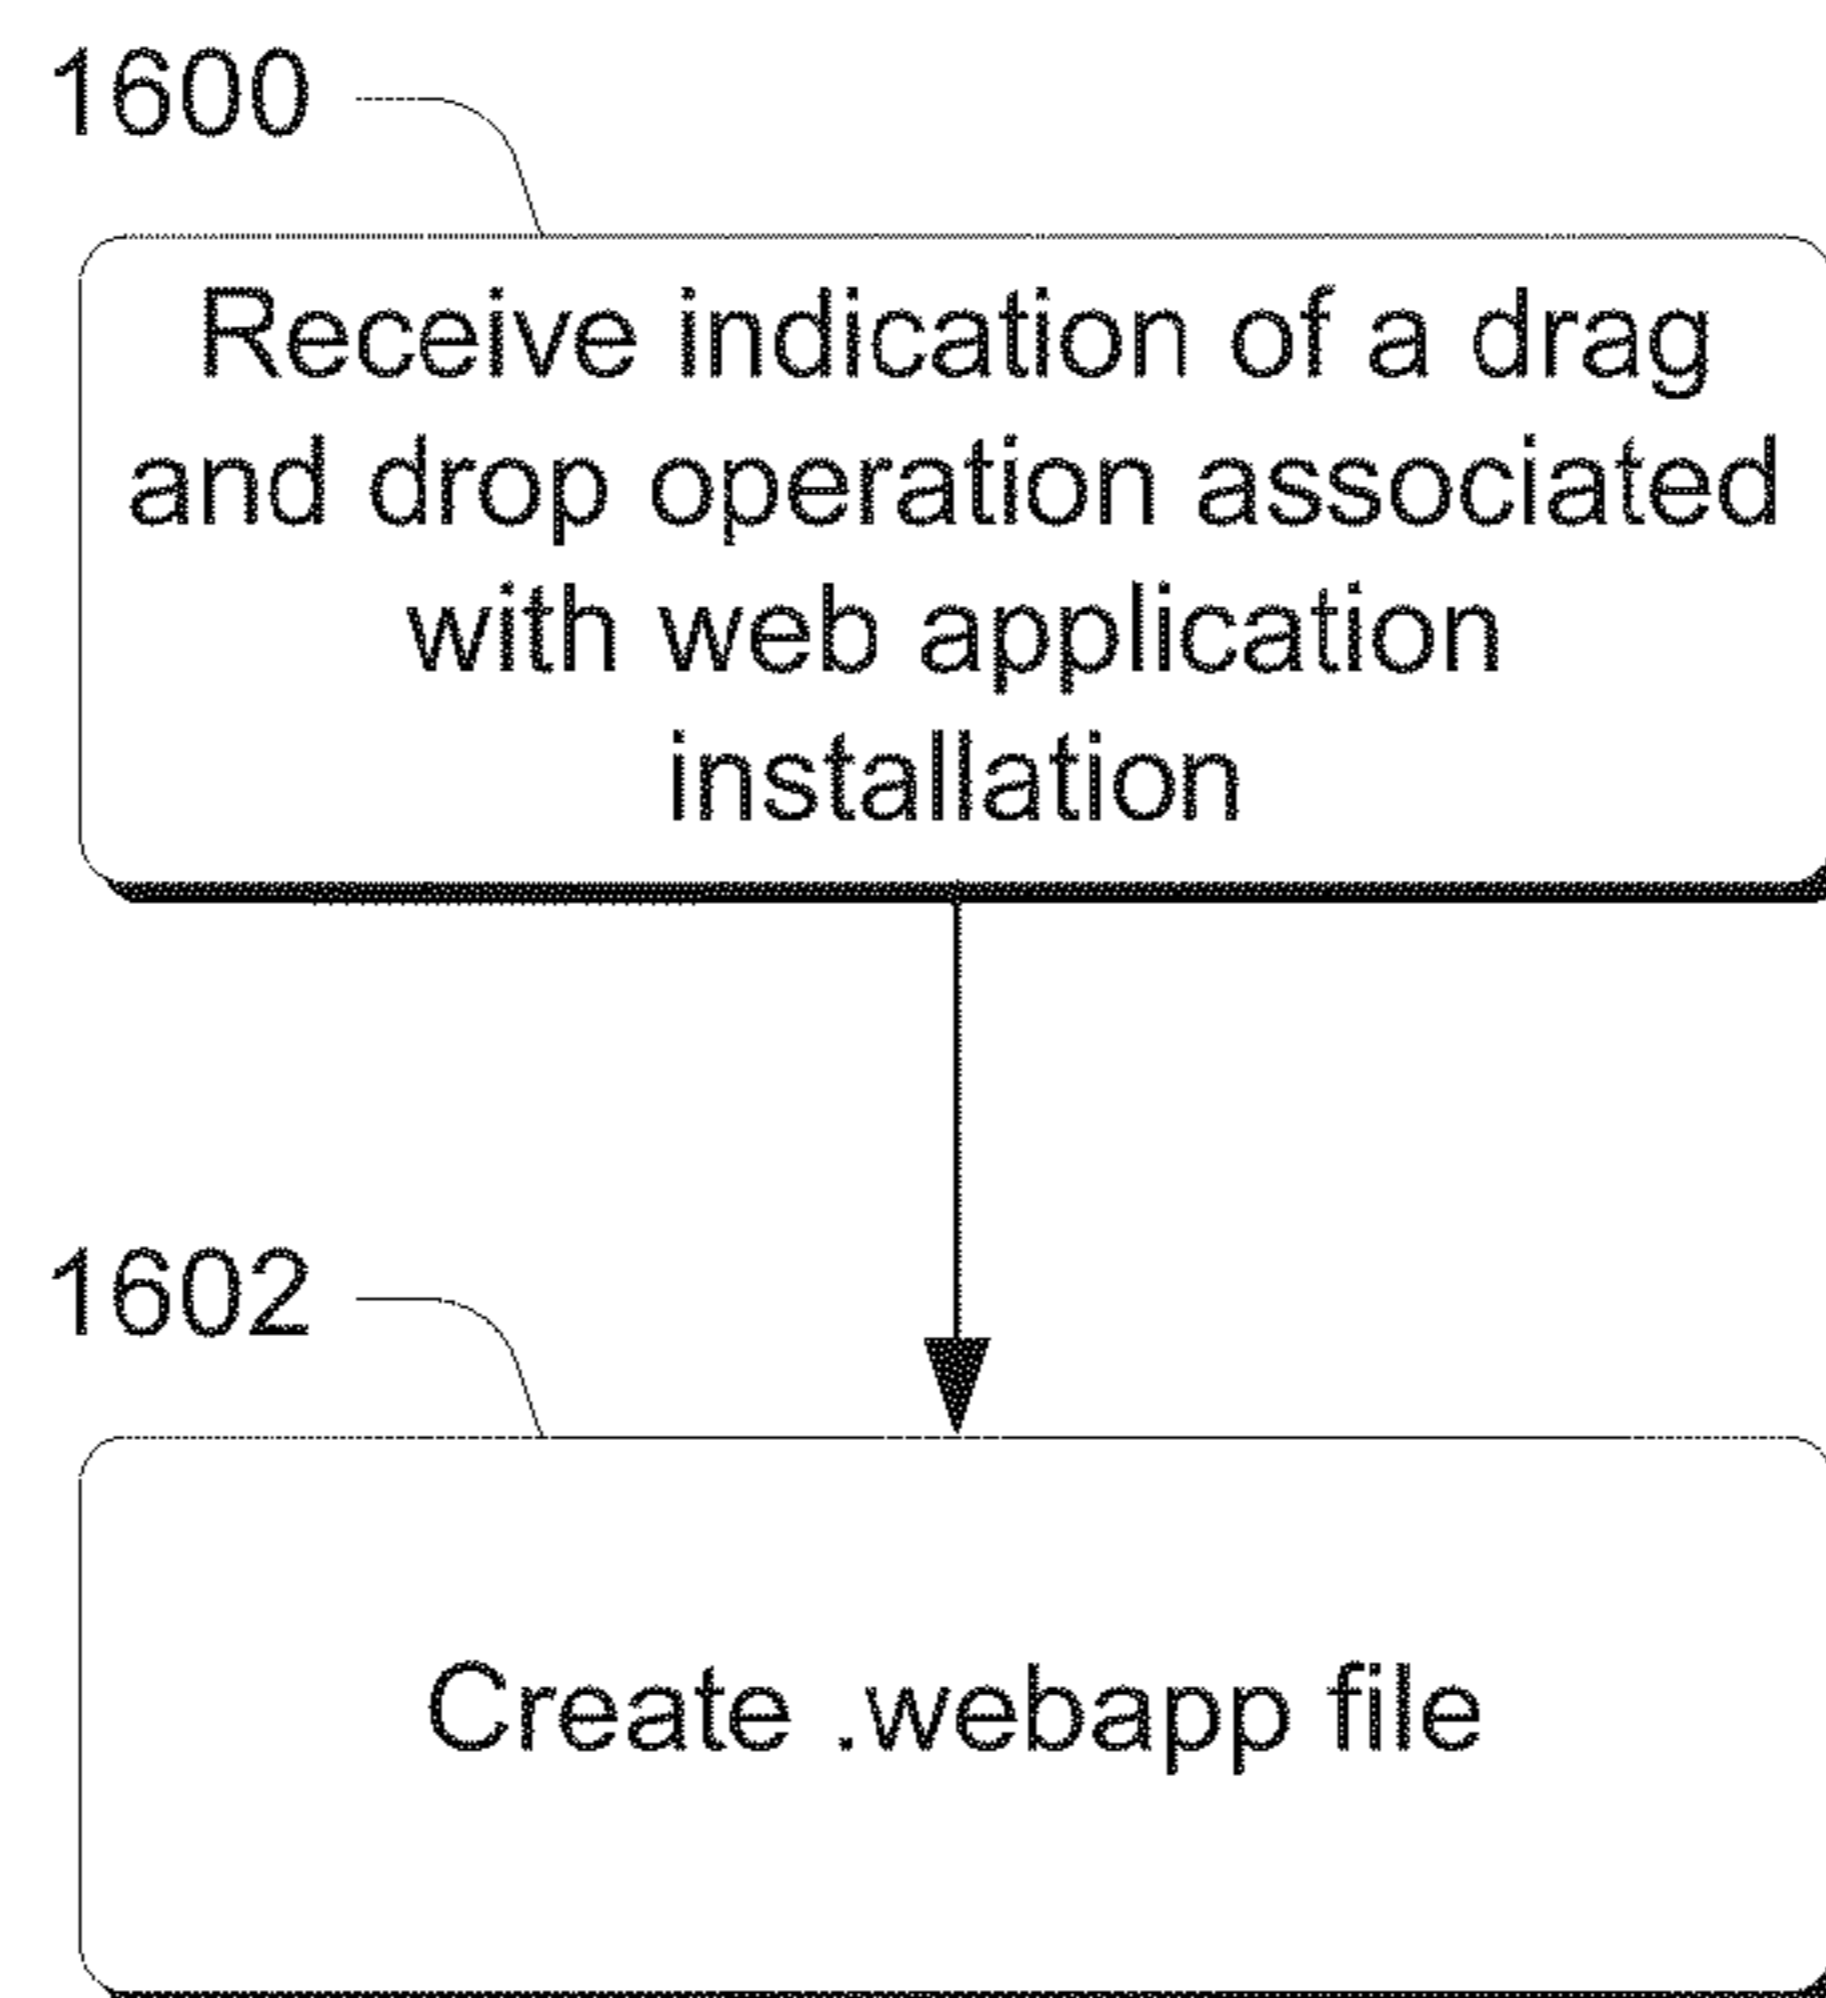 1600
Receive indication of a drag
and drop operation associated
with web application
installation
1602
Create .webapp file